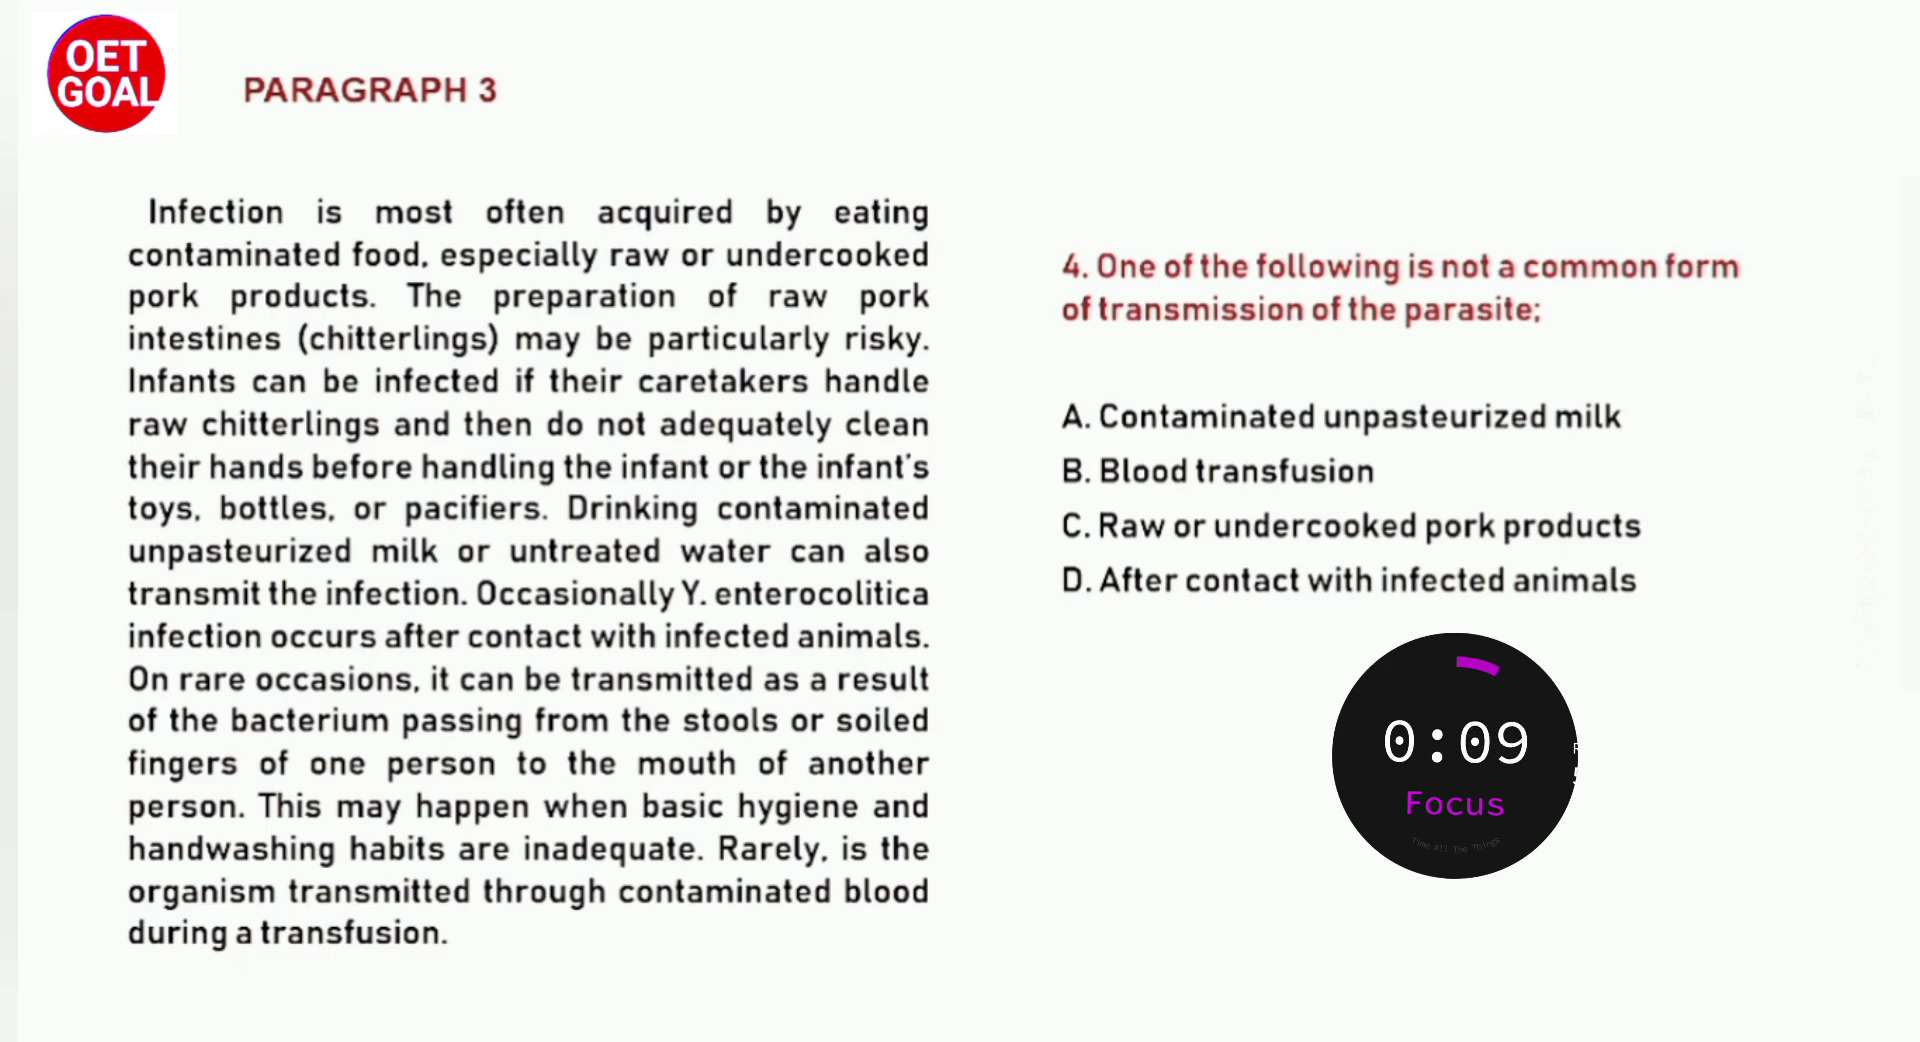 OET
GOAL
PARAGRAPH 3
Infection is most often acquired by eating
contaminated food, especially raw or undercooked
pork products. The preparation of raw pork
intestines (chitterlings) may be particularly risky.
Infants can be infected if their caretakers handle
raw chitterlings and then do not adequately clean
their hands before handling the infant or the infant's
toys, bottles, or pacifiers. Drinking contaminated
unpasteurized milk or untreated water can also
transmit the infection. Occasionally Y. enterocolitica
infection occurs after contact with infected animals.
On rare occasions, it can be transmitted as a result
of the bacterium passing from the stools or soiled
fingers of one person to the mouth of another
person. This may happen when basic hygiene and
handwashing habits are inadequate. Rarely, is the
organism transmitted through contaminated blood
during a transfusion.
4. One of the following is not a common form
of transmission of the parasite;
A. Contaminated unpasteurized milk
B. Blood transfusion
C. Raw or undercooked pork products
D. After contact with infected animals
0:09
Focus
Time All The Things